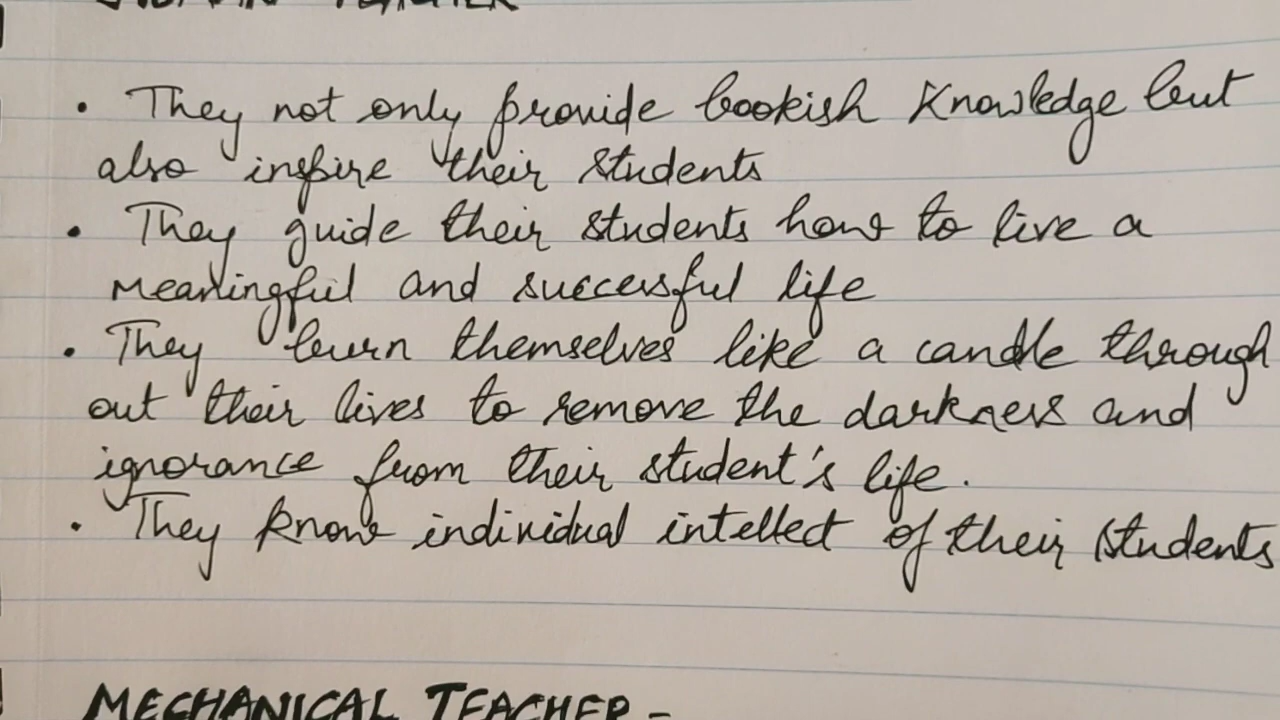 TEACHER
• They not only provide bookish Knowledge but
also inspire their students
• They guide their students how to live a
meaningful and successful life
• They burn themselves like a candle through
out their lives to remove the darkness and
ignorance from their student's life.
• They know individual intellect of their students
MECHANICAL TEACHER -